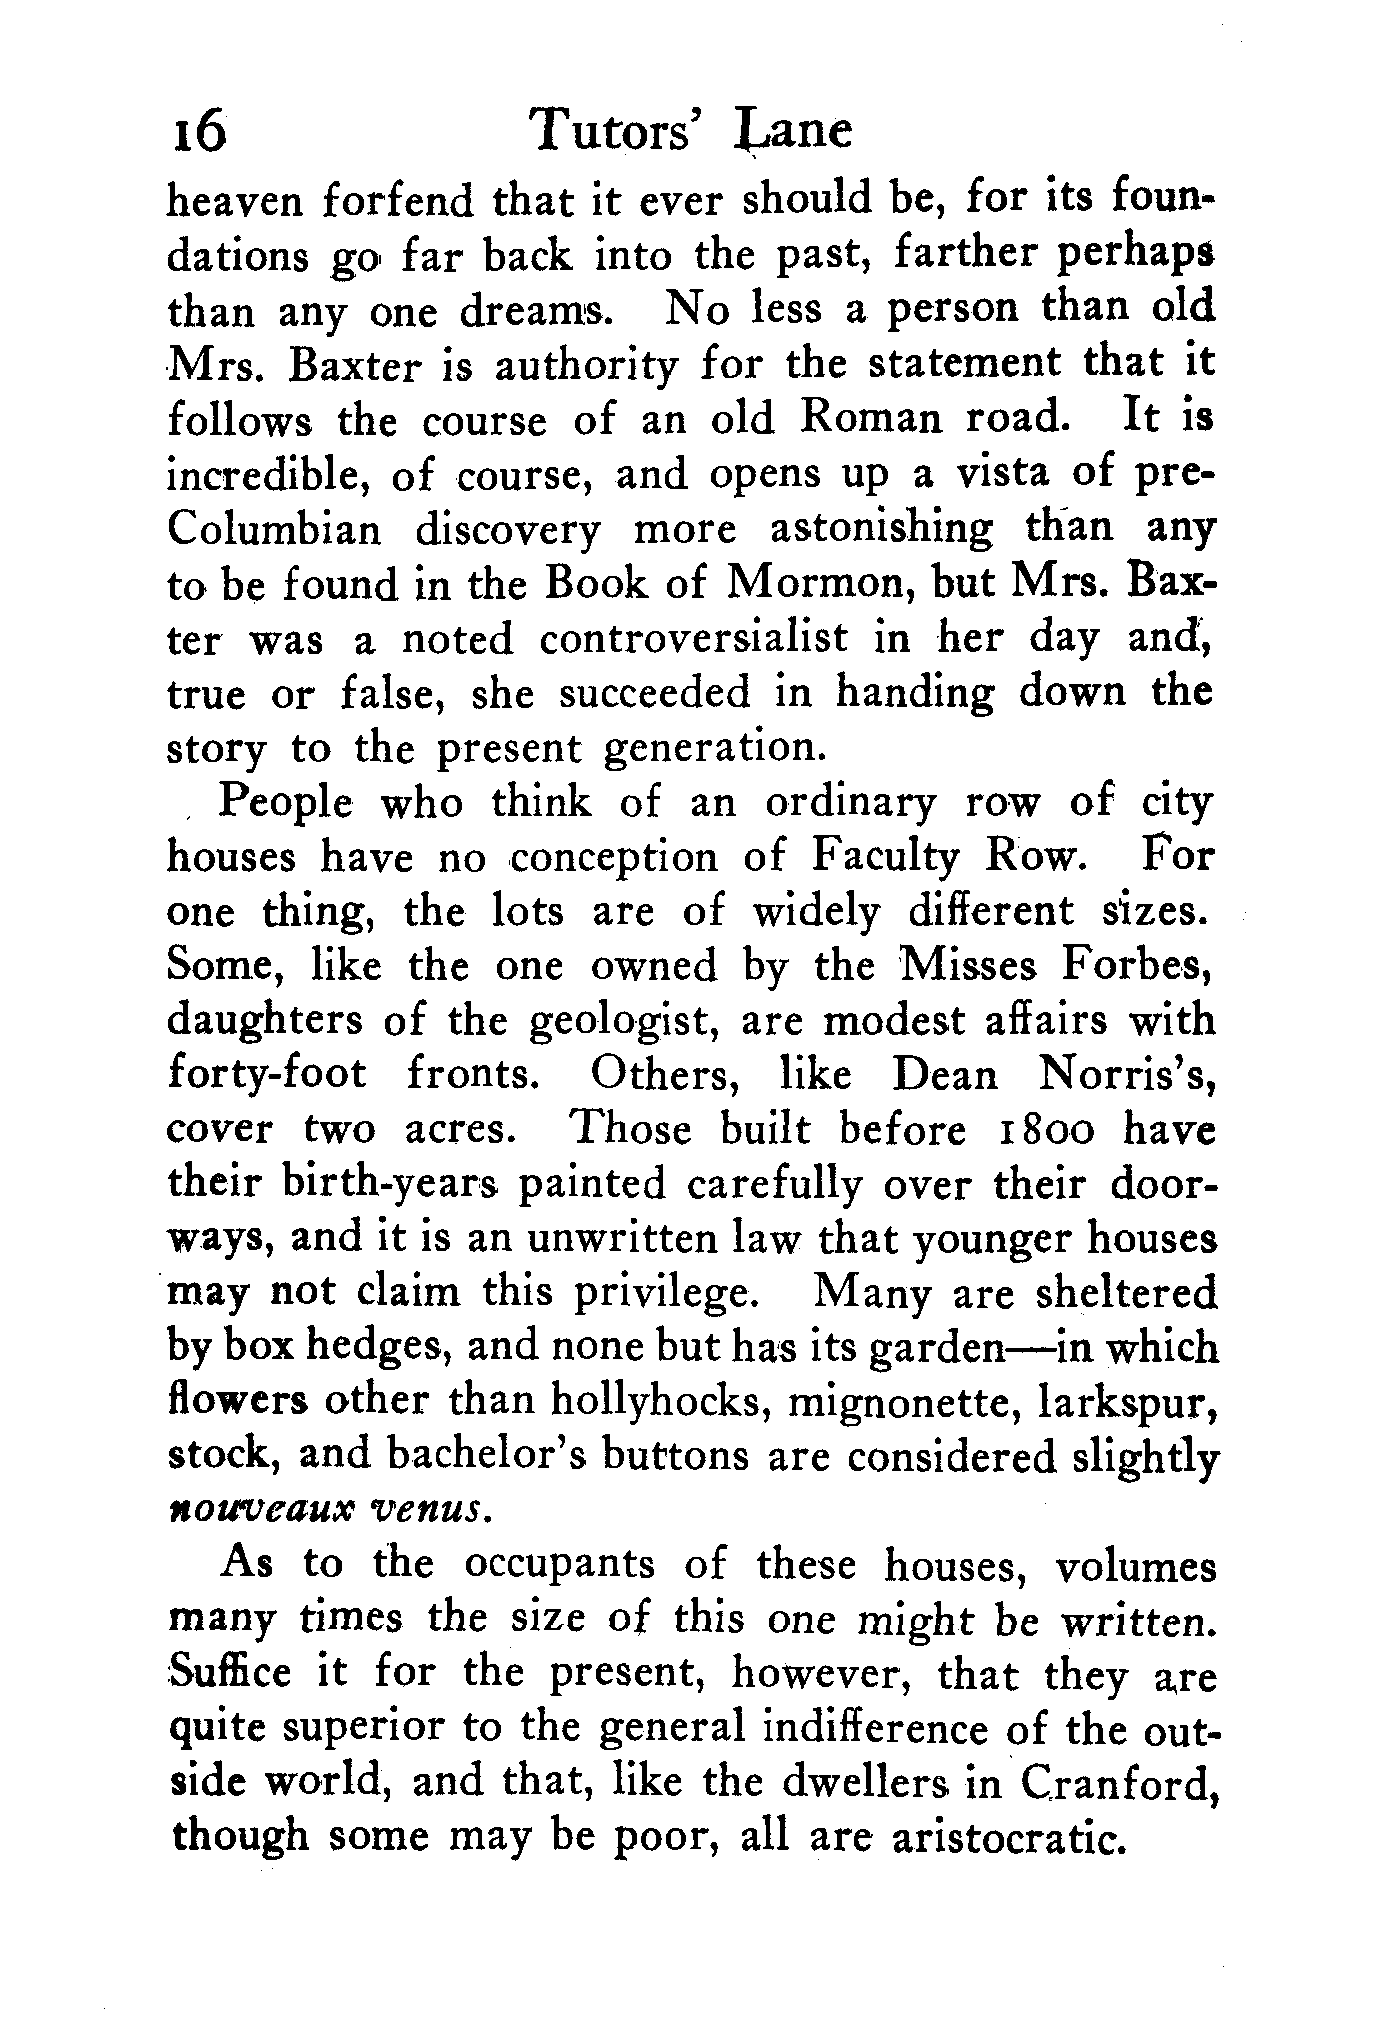 16 Tutors' Lane
heaven forfend that it ever should be, for its foun-
dations go far back into the past, farther perhaps
than any one dreams. No less a person than old
Mrs. Baxter is authority for the statement that it
follows the course of an old Roman road. It is
incredible, of course, and opens up a vista of pre-
Columbian discovery more astonishing than any
to be found in the Book of Mormon, but Mrs. Bax-
ter was a noted controversialist in her day and,
true or false, she succeeded in handing down the
story to the present generation.
People who think of an ordinary row of city
houses have no conception of Faculty Row. For
one thing, the lots are of widely different sizes.
Some, like the one owned by the Misses Forbes,
daughters of the geologist, are modest affairs with
forty-foot fronts. Others, like Dean Norris's,
cover two acres. Those built before 1800 have
their birth-years painted carefully over their door-
ways, and it is an unwritten law that younger houses
may not claim this privilege. Many are sheltered
by box hedges, and none but has its garden—in which
flowers other than hollyhocks, mignonette, larkspur,
stock, and bachelor's buttons are considered slightly
nouveaux venus.
As to the occupants of these houses, volumes
many times the size of this one might be written.
Suffice it for the present, however, that they are
quite superior to the general indifference of the out-
side world, and that, like the dwellers in Cranford,
though some may be poor, all are aristocratic.